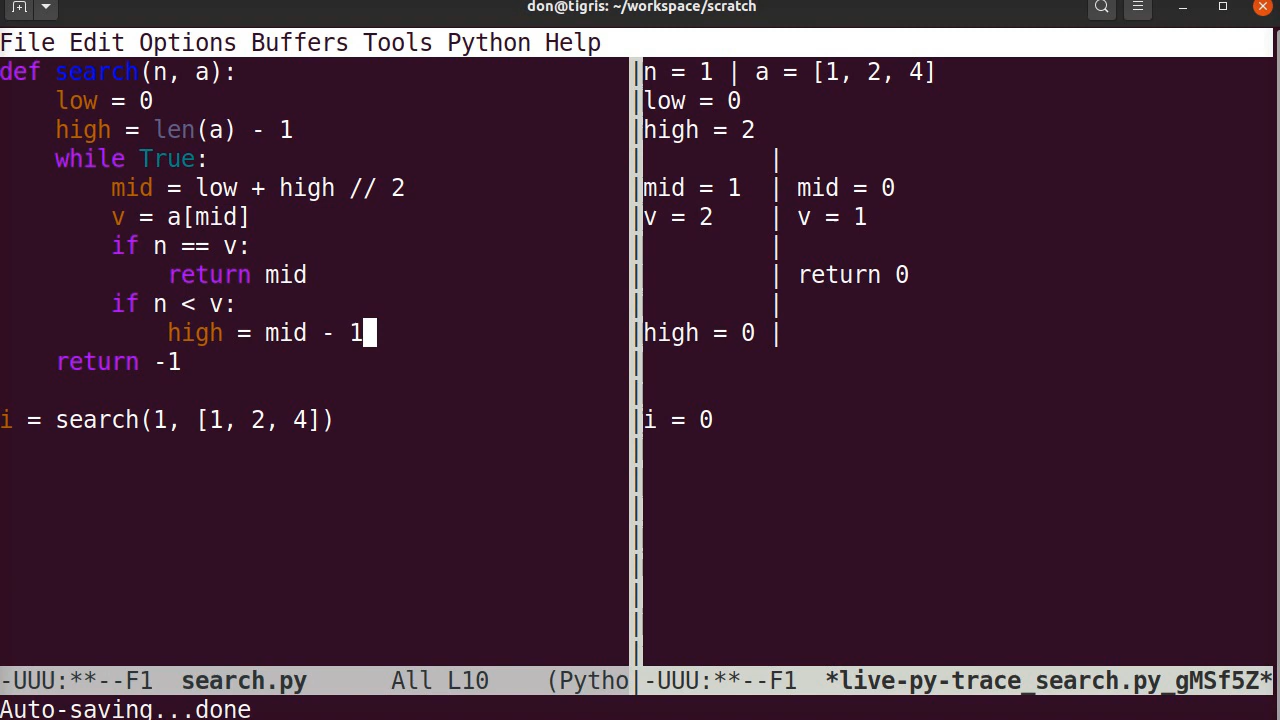 don@tigris: ~/workspace/scratch
File Edit Options Buffers Tools Python Help
def search(n, a):
    low = 0
    high = len(a) - 1
    while True:
        mid = low + high // 2
        v = a[mid]
        if n == v:
            return mid
        if n < v:
            high = mid - 1
    return -1
i = search(1, [1, 2, 4])
n = 1 | a = [1, 2, 4]
low = 0
high = 2
         |
mid = 1  | mid = 0
v = 2    | v = 1
         |
         | return 0
         |
high = 0 |
i = 0
-UUU:**--F1  search.py      All L10    (Pytho
-UUU:**--F1  *live-py-trace_search.py_gMSf5Z*
Auto-saving...done